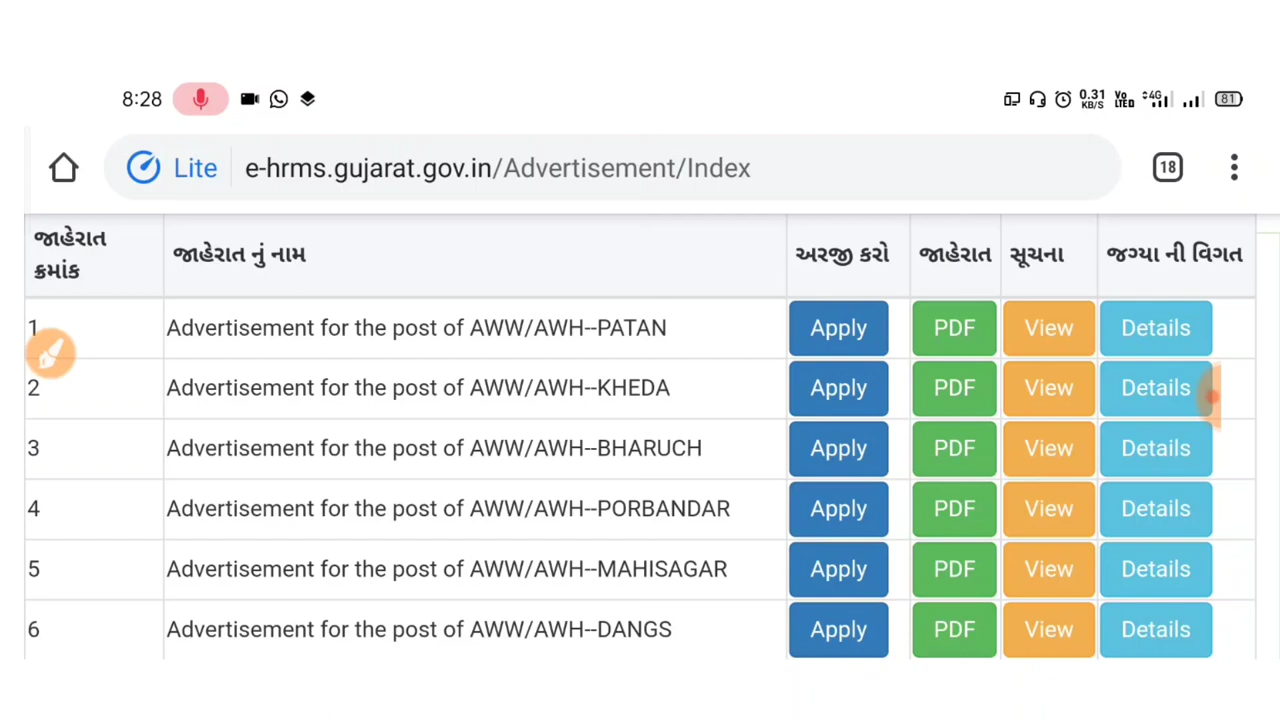 8:28 0.31 KB/S Vo LTE D 4G 81
Lite e-hrms.gujarat.gov.in/Advertisement/Index 18
જાહેરાત ક્રમાંક જાહેરાત નું નામ અરજી કરો જાહેરાત સૂચના જગ્યા ની વિગત
1 Advertisement for the post of AWW/AWH--PATAN Apply PDF View Details
2 Advertisement for the post of AWW/AWH--KHEDA Apply PDF View Details
3 Advertisement for the post of AWW/AWH--BHARUCH Apply PDF View Details
4 Advertisement for the post of AWW/AWH--PORBANDAR Apply PDF View Details
5 Advertisement for the post of AWW/AWH--MAHISAGAR Apply PDF View Details
6 Advertisement for the post of AWW/AWH--DANGS Apply PDF View Details